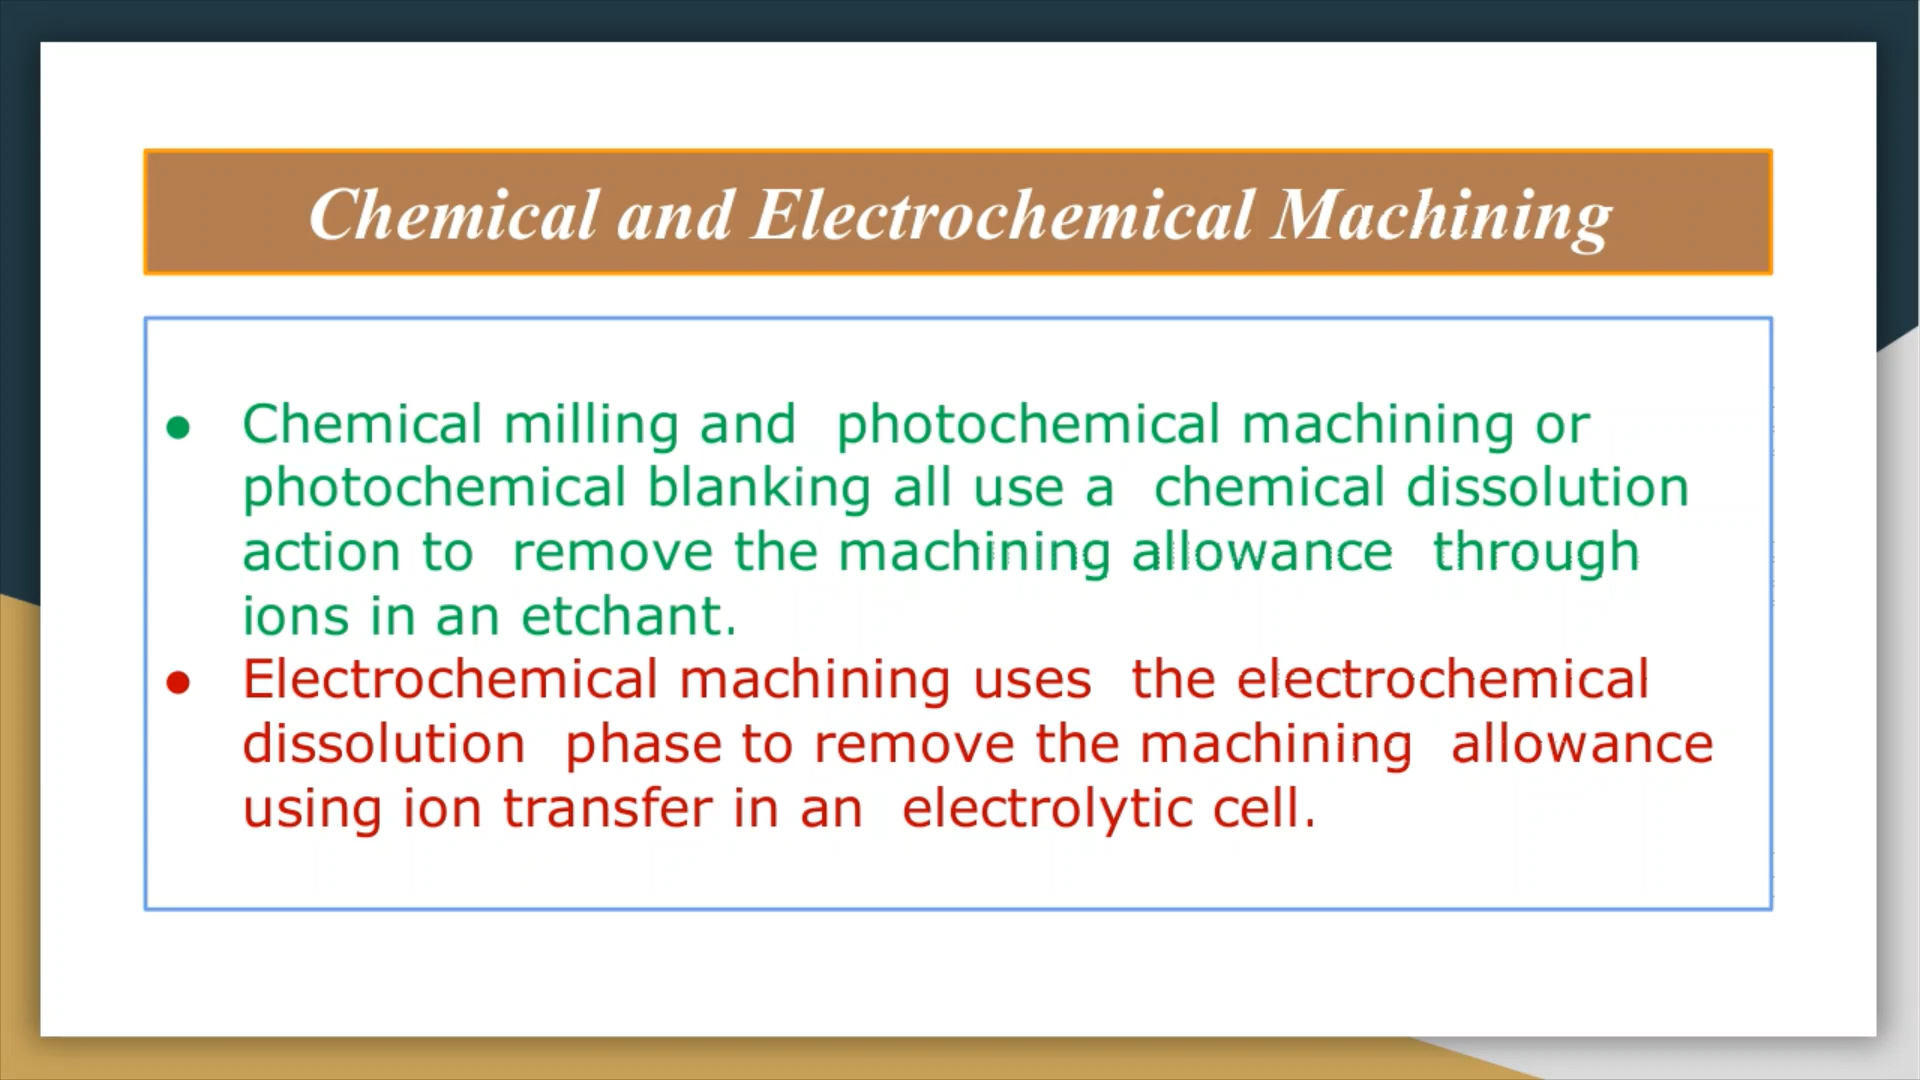 Chemical and Electrochemical Machining
● Chemical milling and photochemical machining or
photochemical blanking all use a chemical dissolution
action to remove the machining allowance through
ions in an etchant.
● Electrochemical machining uses the electrochemical
dissolution phase to remove the machining allowance
using ion transfer in an electrolytic cell.